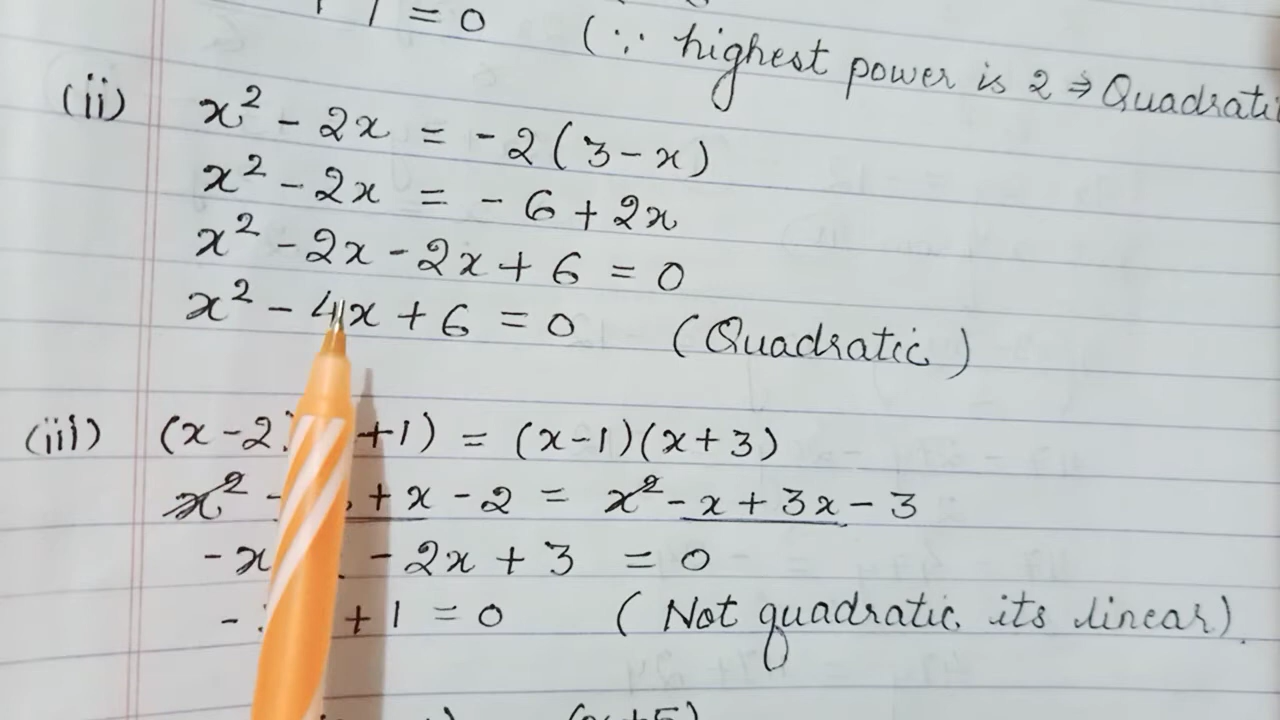 1 = 0 (∵ highest power is 2 ⇒ Quadrati
(ii) x² - 2x = -2(3-x)
x² - 2x = -6 + 2x
x² - 2x - 2x + 6 = 0
x² - 4x + 6 = 0 (Quadratic)
(iii) (x-2) +1) = (x-1)(x+3)
x² - + x - 2 = x² - x + 3x - 3
-x - 2x + 3 = 0
- + 1 = 0 (Not quadratic its linear).